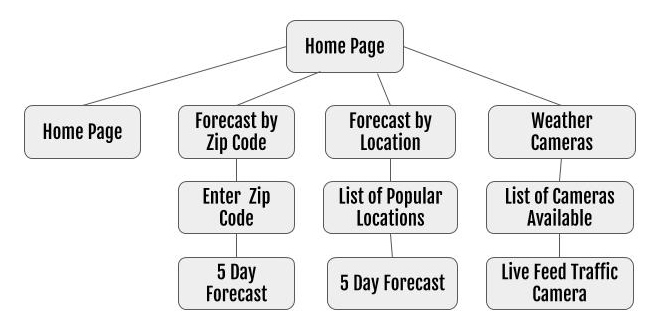 Home Page
Home Page
Forecast by
Zip Code
Forecast by
Location
Weather
Cameras
Enter Zip
Code
List of Popular
Locations
List of Cameras
Available
5 Day
Forecast
5 Day Forecast
Live Feed Traffic
Camera